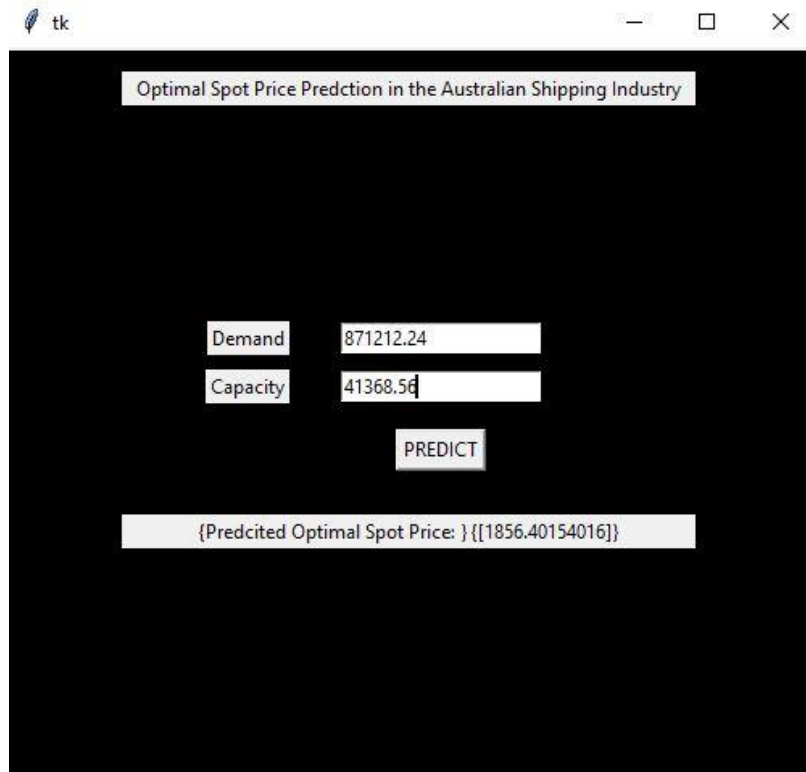 tk
Optimal Spot Price Predction in the Australian Shipping Industry
Demand 871212.24
Capacity 41368.56
PREDICT
{Predcited Optimal Spot Price: } {[1856.40154016]}